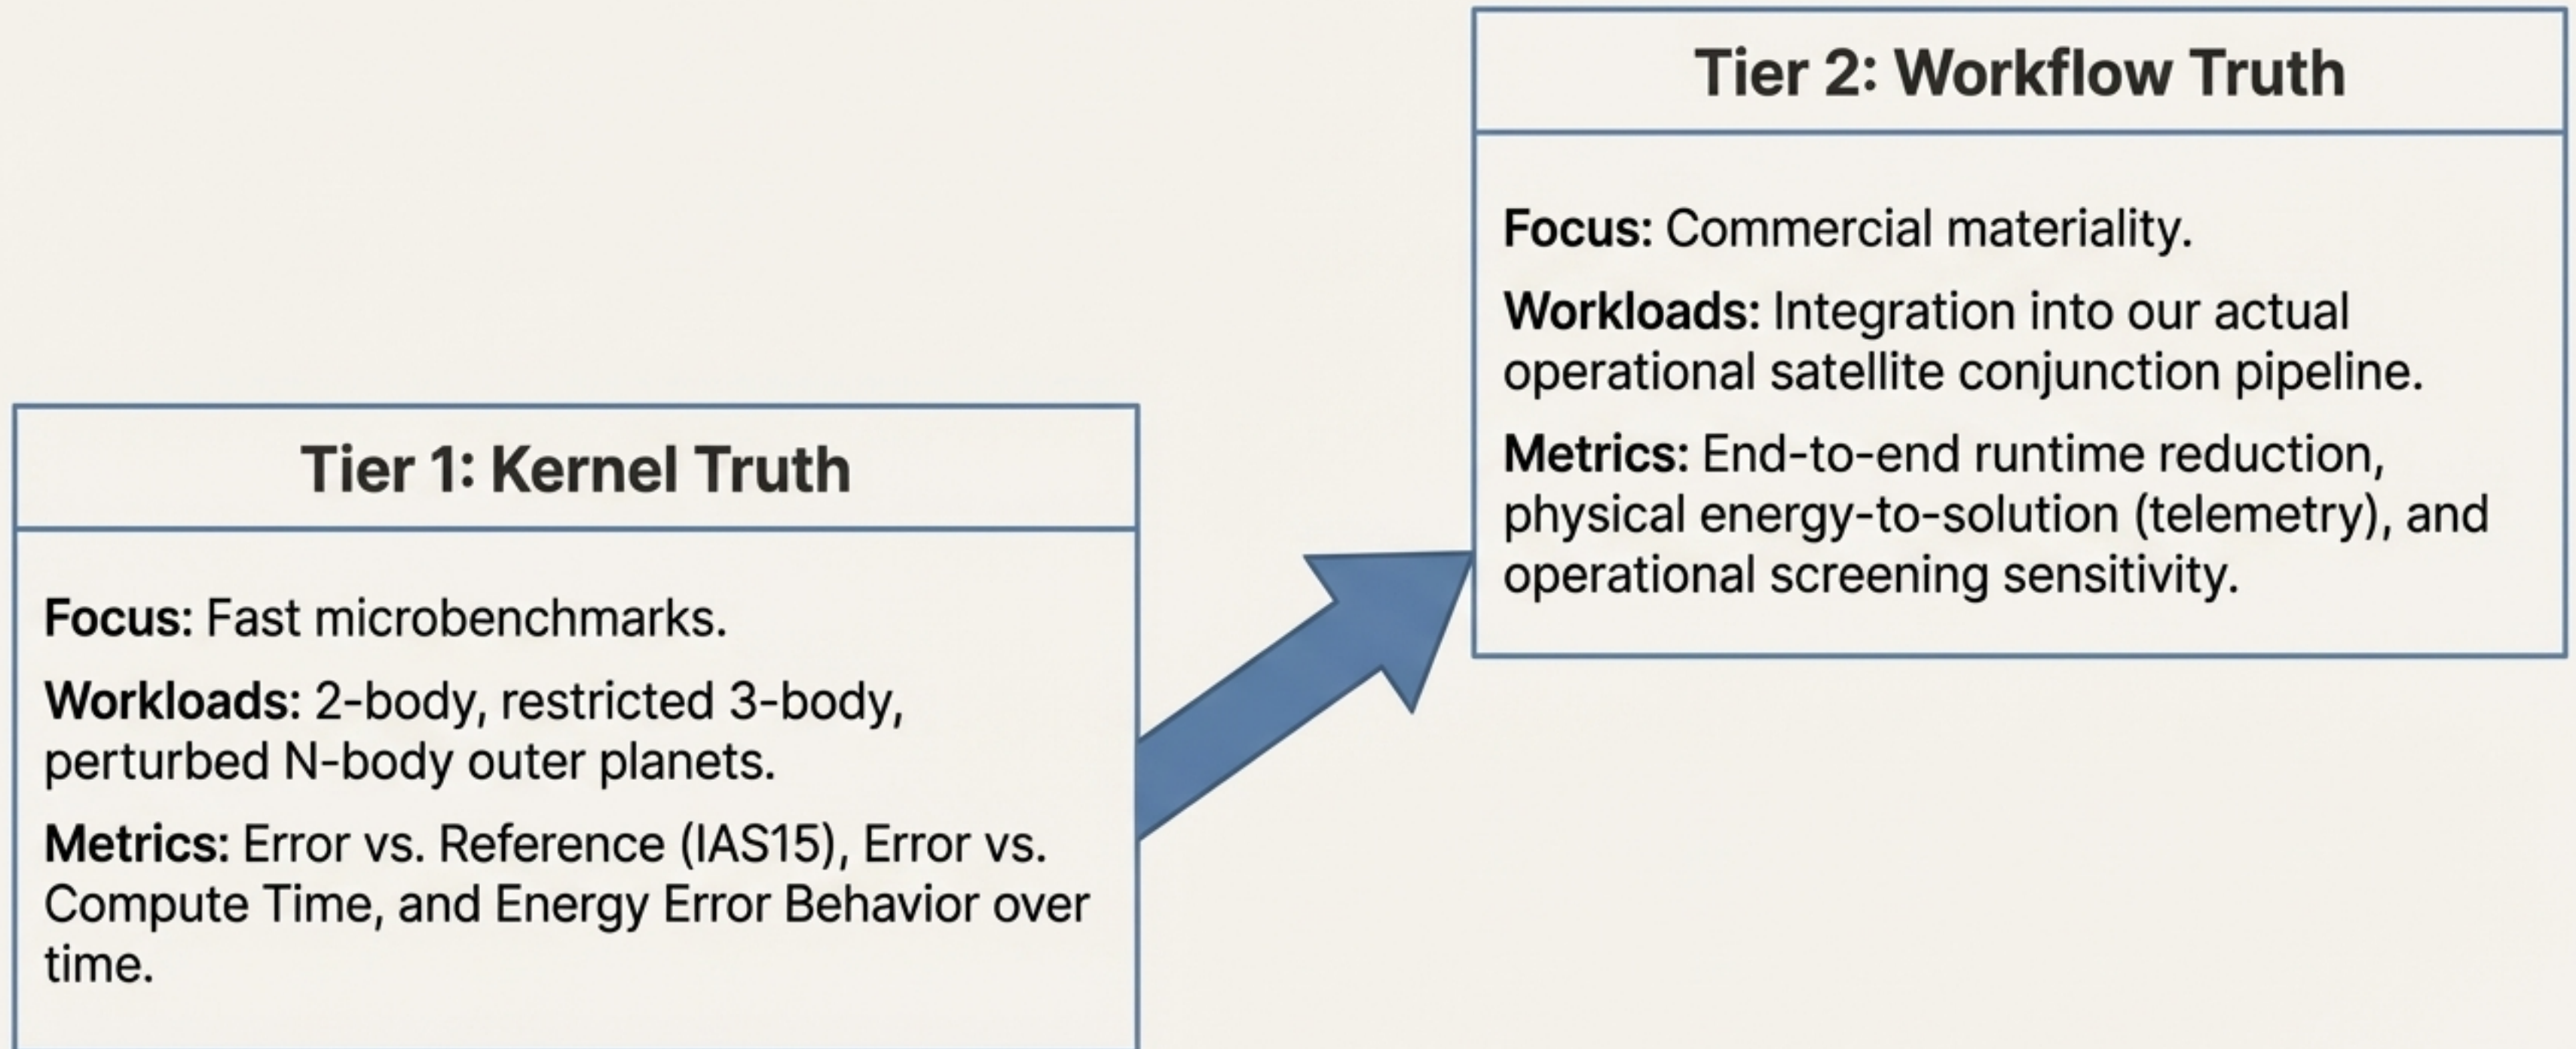 Tier 2: Workflow Truth
Focus: Commercial materiality.
Workloads: Integration into our actual
operational satellite conjunction pipeline.
Metrics: End-to-end runtime reduction,
physical energy-to-solution (telemetry), and
operational screening sensitivity.
Tier 1: Kernel Truth
Focus: Fast microbenchmarks.
Workloads: 2-body, restricted 3-body,
perturbed N-body outer planets.
Metrics: Error vs. Reference (IAS15), Error vs.
Compute Time, and Energy Error Behavior over
time.